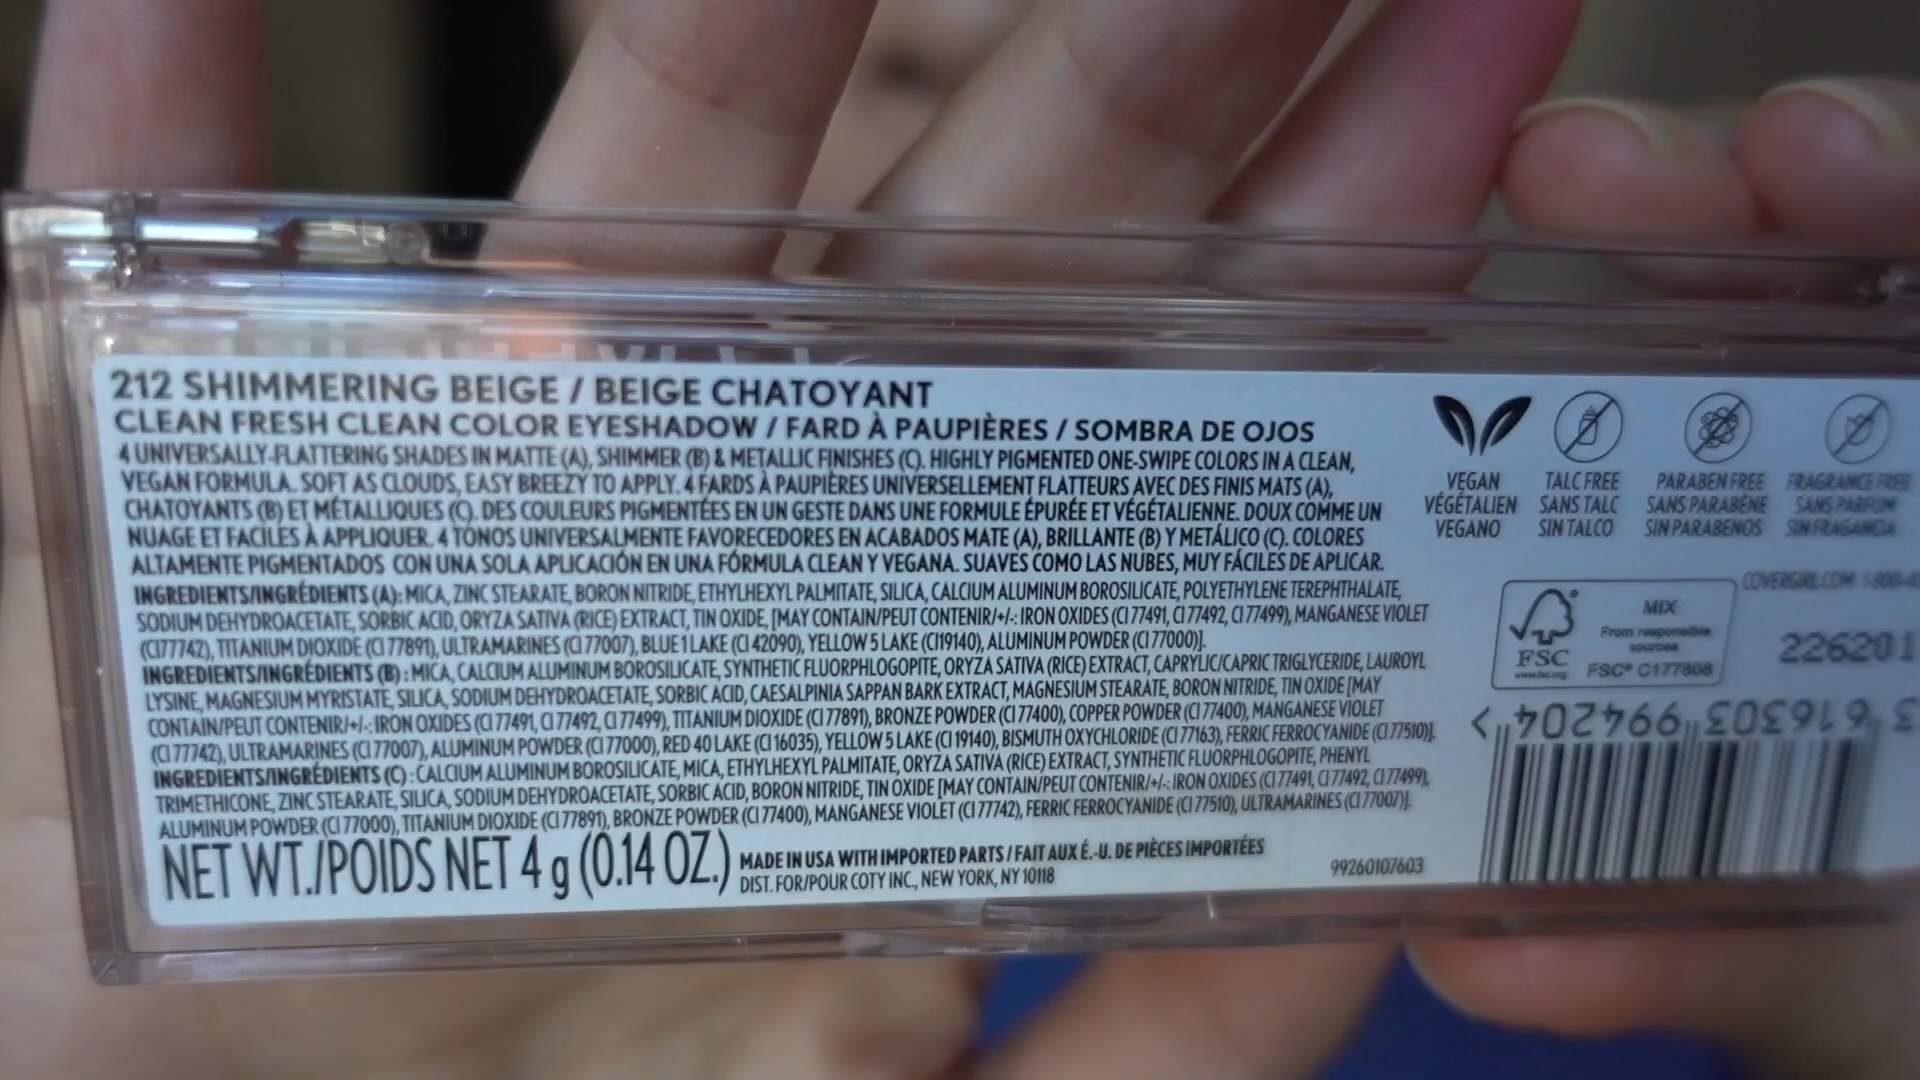 212 SHIMMERING BEIGE / BEIGE CHATOYANT
CLEAN FRESH CLEAN COLOR EYESHADOW / FARD À PAUPIÈRES / SOMBRA DE OJOS
4 UNIVERSALLY-FLATTERING SHADES IN MATTE (A), SHIMMER (B) & METALLIC FINISHES (C). HIGHLY PIGMENTED ONE-SWIPE COLORS IN A CLEAN,
VEGAN FORMULA. SOFT AS CLOUDS, EASY BREEZY TO APPLY. 4 FARDS À PAUPIÈRES UNIVERSELLEMENT FLATTEURS AVEC DES FINIS MATS (A),
CHATOYANTS (B) ET MÉTALLIQUES (C). DES COULEURS PIGMENTÉES EN UN GESTE DANS UNE FORMULE ÉPURÉE ET VÉGÉTALIENNE. DOUX COMME UN
NUAGE ET FACILES À APPLIQUER. 4 TONOS UNIVERSALMENTE FAVORECEDORES EN ACABADOS MATE (A), BRILLANTE (B) Y METÁLICO (C). COLORES
ALTAMENTE PIGMENTADOS CON UNA SOLA APLICACIÓN EN UNA FÓRMULA CLEAN Y VEGANA. SUAVES COMO LAS NUBES, MUY FÁCILES DE APLICAR.
INGREDIENTS/INGRÉDIENTS (A): MICA, ZINC STEARATE, BORON NITRIDE, ETHYLHEXYL PALMITATE, SILICA, CALCIUM ALUMINUM BOROSILICATE, POLYETHYLENE TEREPHTHALATE,
SODIUM DEHYDROACETATE, SORBIC ACID, ORYZA SATIVA (RICE) EXTRACT, TIN OXIDE, [MAY CONTAIN/PEUT CONTENIR/+/-: IRON OXIDES (CI 77491, CI 77492, CI 77499), MANGANESE VIOLET
(CI77742), TITANIUM DIOXIDE (CI 77891), ULTRAMARINES (CI 77007), BLUE 1 LAKE (CI 42090), YELLOW 5 LAKE (CI19140), ALUMINUM POWDER (CI 77000)].
INGREDIENTS/INGRÉDIENTS (B) : MICA, CALCIUM ALUMINUM BOROSILICATE, SYNTHETIC FLUORPHLOGOPITE, ORYZA SATIVA (RICE) EXTRACT, CAPRYLIC/CAPRIC TRIGLYCERIDE, LAUROYL
LYSINE, MAGNESIUM MYRISTATE, SILICA, SODIUM DEHYDROACETATE, SORBIC ACID, CAESALPINIA SAPPAN BARK EXTRACT, MAGNESIUM STEARATE, BORON NITRIDE, TIN OXIDE [MAY
CONTAIN/PEUT CONTENIR/+/-: IRON OXIDES (CI 77491, CI 77492, CI 77499), TITANIUM DIOXIDE (CI 77891), BRONZE POWDER (CI 77400), COPPER POWDER (CI 77400), MANGANESE VIOLET
(CI 77742), ULTRAMARINES (CI 77007), ALUMINUM POWDER (CI 77000), RED 40 LAKE (CI 16035), YELLOW 5 LAKE (CI 19140), BISMUTH OXYCHLORIDE (CI 77163), FERRIC FERROCYANIDE (CI 77510)].
INGREDIENTS/INGRÉDIENTS (C) : CALCIUM ALUMINUM BOROSILICATE, MICA, ETHYLHEXYL PALMITATE, ORYZA SATIVA (RICE) EXTRACT, SYNTHETIC FLUORPHLOGOPITE, PHENYL
TRIMETHICONE, ZINC STEARATE, SILICA, SODIUM DEHYDROACETATE, SORBIC ACID, BORON NITRIDE, TIN OXIDE [MAY CONTAIN/PEUT CONTENIR/+/-: IRON OXIDES (CI 77491, CI 77492, CI 77499),
ALUMINUM POWDER (CI 77000), TITANIUM DIOXIDE (CI 77891), BRONZE POWDER (CI 77400), MANGANESE VIOLET (CI 77742), FERRIC FERROCYANIDE (CI 77510), ULTRAMARINES (CI 77007)].
NET WT./POIDS NET 4 g (0.14 OZ.)
MADE IN USA WITH IMPORTED PARTS / FAIT AUX É.-U. DE PIÈCES IMPORTÉES
DIST. FOR/POUR COTY INC., NEW YORK, NY 10118
99260107603
VEGAN
VÉGÉTALIEN
VEGANO
TALC FREE
SANS TALC
SIN TALCO
PARABEN FREE
SANS PARABÈNE
SIN PARABENOS
FRAGRANCE FREE
SANS PARFUM
SIN FRAGANCIA
COVERGIRL.COM 1-800-
FSC
www.fsc.org
MIX
From responsible
sources
FSC® C177808
226201
3 616303 994204 >